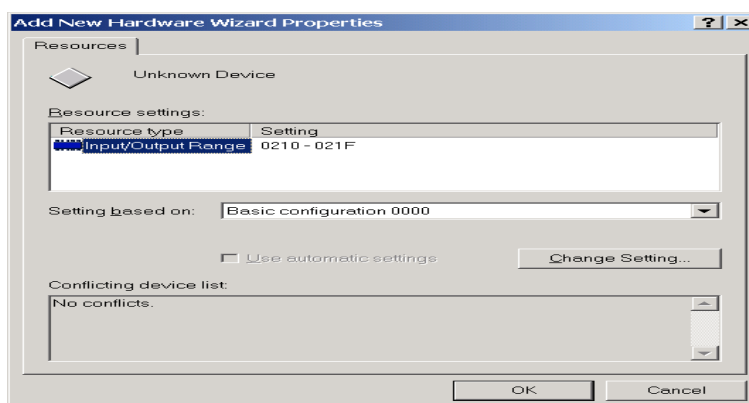 Add New Hardware Wizard Properties
Resources
Unknown Device
Resource settings:
Resource type Setting
Input/Output Range 0210 - 021F
Setting based on: Basic configuration 0000
Use automatic settings Change Setting...
Conflicting device list:
No conflicts.
OK Cancel